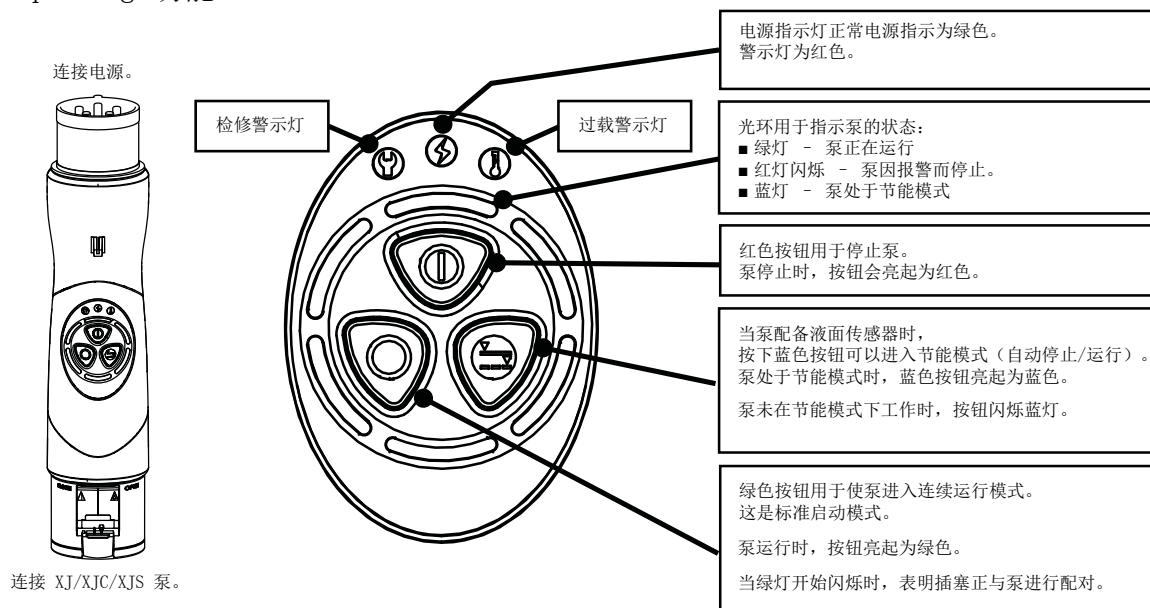 连接电源。
检修警示灯
过载警示灯
电源指示灯正常电源指示为绿色。
警示灯为红色。
光环用于指示泵的状态：
■ 绿灯 - 泵正在运行
■ 红灯闪烁 - 泵因报警而停止。
■ 蓝灯 - 泵处于节能模式
红色按钮用于停止泵。
泵停止时，按钮会亮起为红色。
当泵配备液面传感器时，
按下蓝色按钮可以进入节能模式（自动停止/运行）。
泵处于节能模式时，蓝色按钮亮起为蓝色。
泵未在节能模式下工作时，按钮闪烁蓝灯。
绿色按钮用于使泵进入连续运行模式。
这是标准启动模式。
泵运行时，按钮亮起为绿色。
当绿灯开始闪烁时，表明插塞正与泵进行配对。
连接 XJ/XJC/XJS 泵。